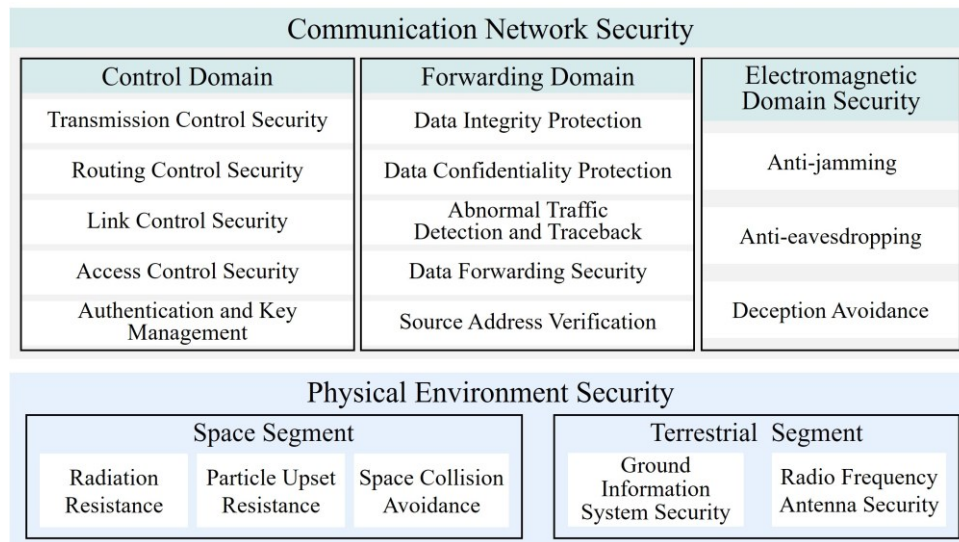 Communication Network Security
Control Domain
Transmission Control Security
Routing Control Security
Link Control Security
Access Control Security
Authentication and Key
Management
Forwarding Domain
Data Integrity Protection
Data Confidentiality Protection
Abnormal Traffic
Detection and Traceback
Data Forwarding Security
Source Address Verification
Electromagnetic
Domain Security
Anti-jamming
Anti-eavesdropping
Deception Avoidance
Physical Environment Security
Space Segment
Radiation
Resistance
Particle Upset
Resistance
Space Collision
Avoidance
Terrestrial Segment
Ground
Information
System Security
Radio Frequency
Antenna Security